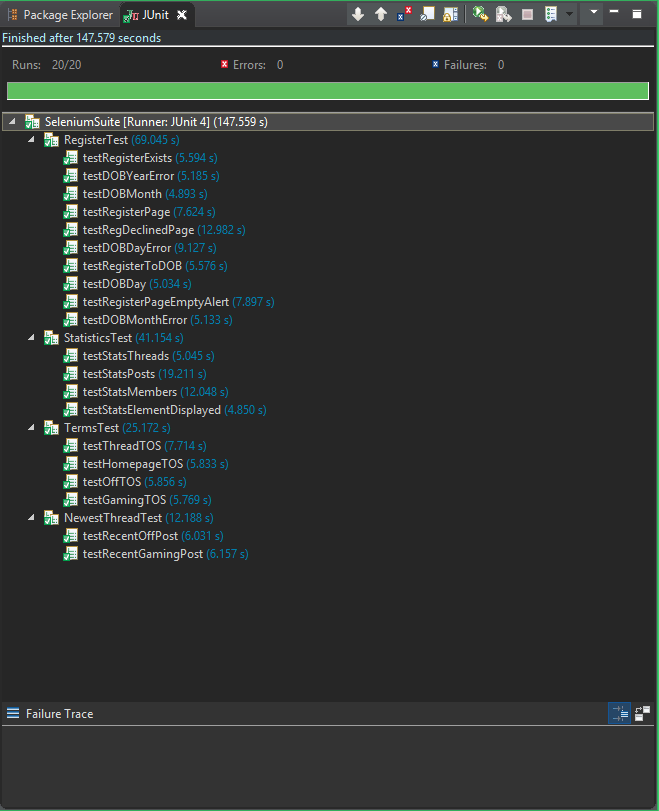 Package Explorer JUnit
Finished after 147.579 seconds
Runs: 20/20 Errors: 0 Failures: 0
SeleniumSuite [Runner: JUnit 4] (147.559 s)
RegisterTest (69.045 s)
testRegisterExists (5.594 s)
testDOBYearError (5.185 s)
testDOBMonth (4.893 s)
testRegisterPage (7.624 s)
testRegDeclinedPage (12.982 s)
testDOBDayError (9.127 s)
testRegisterToDOB (5.576 s)
testDOBDay (5.034 s)
testRegisterPageEmptyAlert (7.897 s)
testDOBMonthError (5.133 s)
StatisticsTest (41.154 s)
testStatsThreads (5.045 s)
testStatsPosts (19.211 s)
testStatsMembers (12.048 s)
testStatsElementDisplayed (4.850 s)
TermsTest (25.172 s)
testThreadTOS (7.714 s)
testHomepageTOS (5.833 s)
testOffTOS (5.856 s)
testGamingTOS (5.769 s)
NewestThreadTest (12.188 s)
testRecentOffPost (6.031 s)
testRecentGamingPost (6.157 s)
Failure Trace